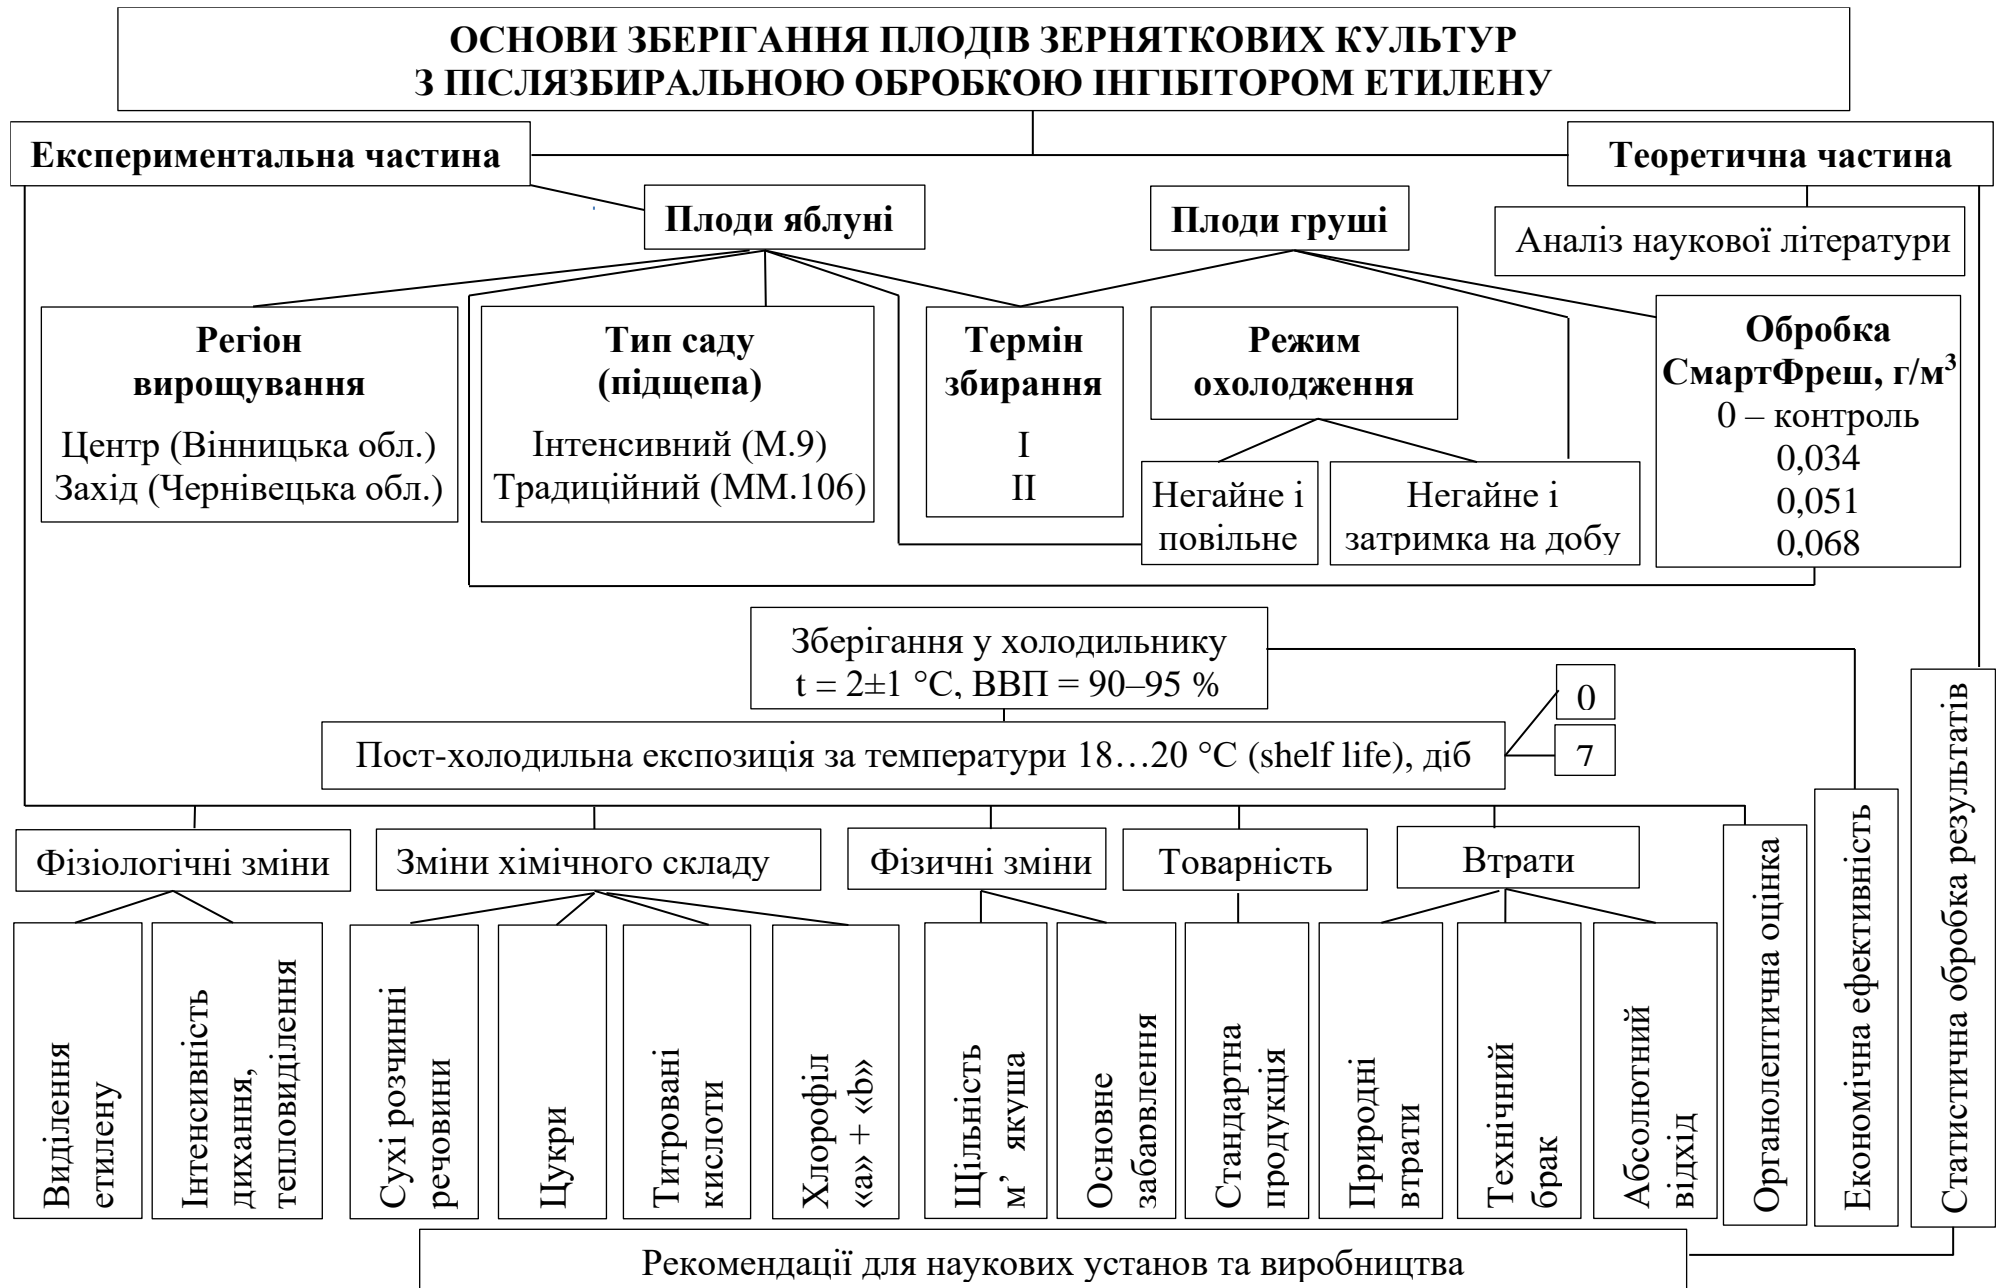 ОСНОВИ ЗБЕРІГАННЯ ПЛОДІВ ЗЕРНЯТКОВИХ КУЛЬТУР
З ПІСЛЯЗБИРАЛЬНОЮ ОБРОБКОЮ ІНГІБІТОРОМ ЕТИЛЕНУ
Експериментальна частина
Теоретична частина
Плоди яблуні
Плоди груші
Аналіз наукової літератури
Регіон
вирощування
Центр (Вінницька обл.)
Захід (Чернівецька обл.)
Тип саду
(підщепа)
Інтенсивний (М.9)
Традиційний (ММ.106)
Термін
збирання
I
II
Режим
охолодження
Негайне і
повільне
Негайне і
затримка на добу
Обробка
СмартФреш, г/м³
0 – контроль
0,034
0,051
0,068
Зберігання у холодильнику
t = 2±1 °С, ВВП = 90–95 %
Пост-холодильна експозиція за температури 18…20 °С (shelf life), діб
0
7
Фізіологічні зміни
Зміни хімічного складу
Фізичні зміни
Товарність
Втрати
Виділення
етилену
Інтенсивність
дихання,
тепловиділення
Сухі розчинні
речовини
Цукри
Титровані
кислоти
Хлорофіл
«а» + «b»
Щільність
м’ якуша
Основне
забавлення
Стандартна
продукція
Природні
втрати
Технічний
брак
Абсолютний
відхід
Органолептична оцінка
Економічна ефективність
Статистична обробка результатів
Рекомендації для наукових установ та виробництва